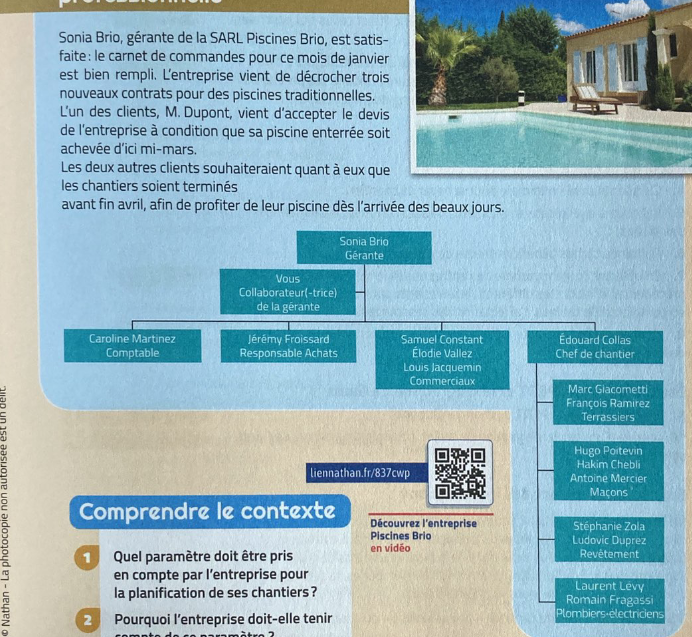 professionnelle
Sonia Brio, gérante de la SARL Piscines Brio, est satis-
faite : le carnet de commandes pour ce mois de janvier
est bien rempli. L'entreprise vient de décrocher trois
nouveaux contrats pour des piscines traditionnelles.
L'un des clients, M. Dupont, vient d'accepter le devis
de l'entreprise à condition que sa piscine enterrée soit
achevée d'ici mi-mars.
Les deux autres clients souhaiteraient quant à eux que
les chantiers soient terminés
avant fin avril, afin de profiter de leur piscine dès l'arrivée des beaux jours.
Sonia Brio
Gérante
Vous
Collaborateur(-trice)
de la gérante
Caroline Martinez
Comptable
Jérémy Froissard
Responsable Achats
Samuel Constant
Élodie Vallez
Louis Jacquemin
Commerciaux
Édouard Collas
Chef de chantier
Marc Giacometti
François Ramirez
Terrassiers
Hugo Poitevin
Hakim Chebli
Antoine Mercier
Maçons
Stéphanie Zola
Ludovic Duprez
Revêtement
Laurent Levy
Romain Fragassi
Plombiers-électriciens
liennathan.fr/837cwp
Découvrez l'entreprise
Piscines Brio
en vidéo
Comprendre le contexte
1 Quel paramètre doit être pris
en compte par l'entreprise pour
la planification de ses chantiers ?
2 Pourquoi l'entreprise doit-elle tenir
compte de ce paramètre ?
© Nathan - La photocopie non autorisée est un délit.